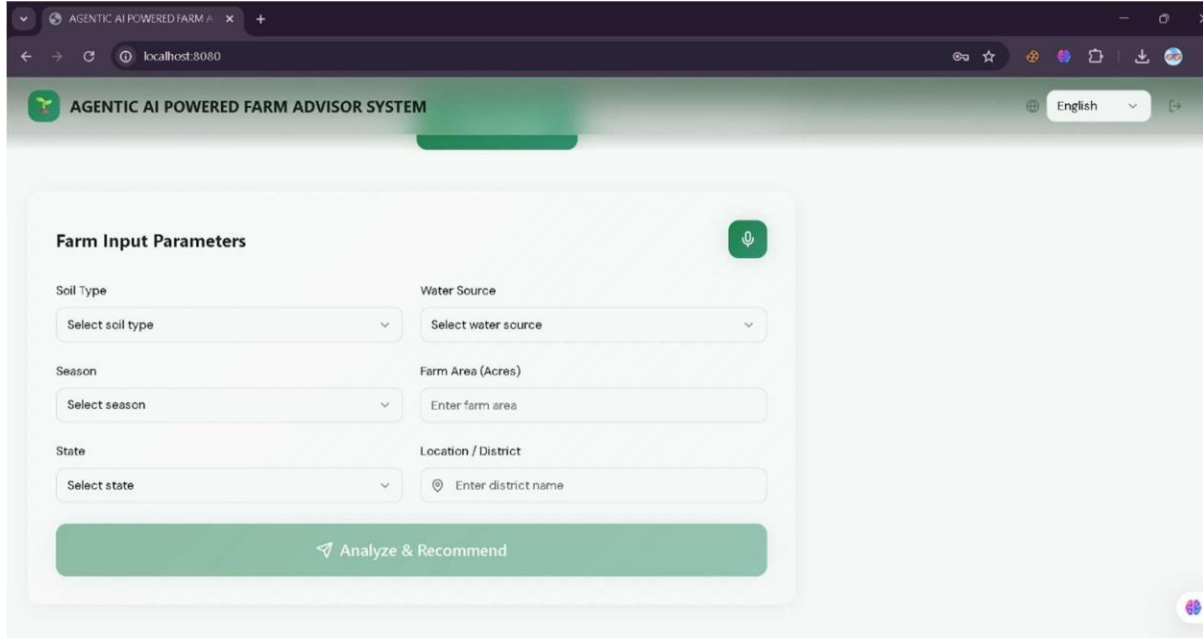 AGENTIC AI POWERED FARM A
localhost:8080
AGENTIC AI POWERED FARM ADVISOR SYSTEM
English
Farm Input Parameters
Soil Type
Water Source
Select soil type
Select water source
Season
Farm Area (Acres)
Select season
Enter farm area
State
Location / District
Select state
Enter district name
Analyze & Recommend